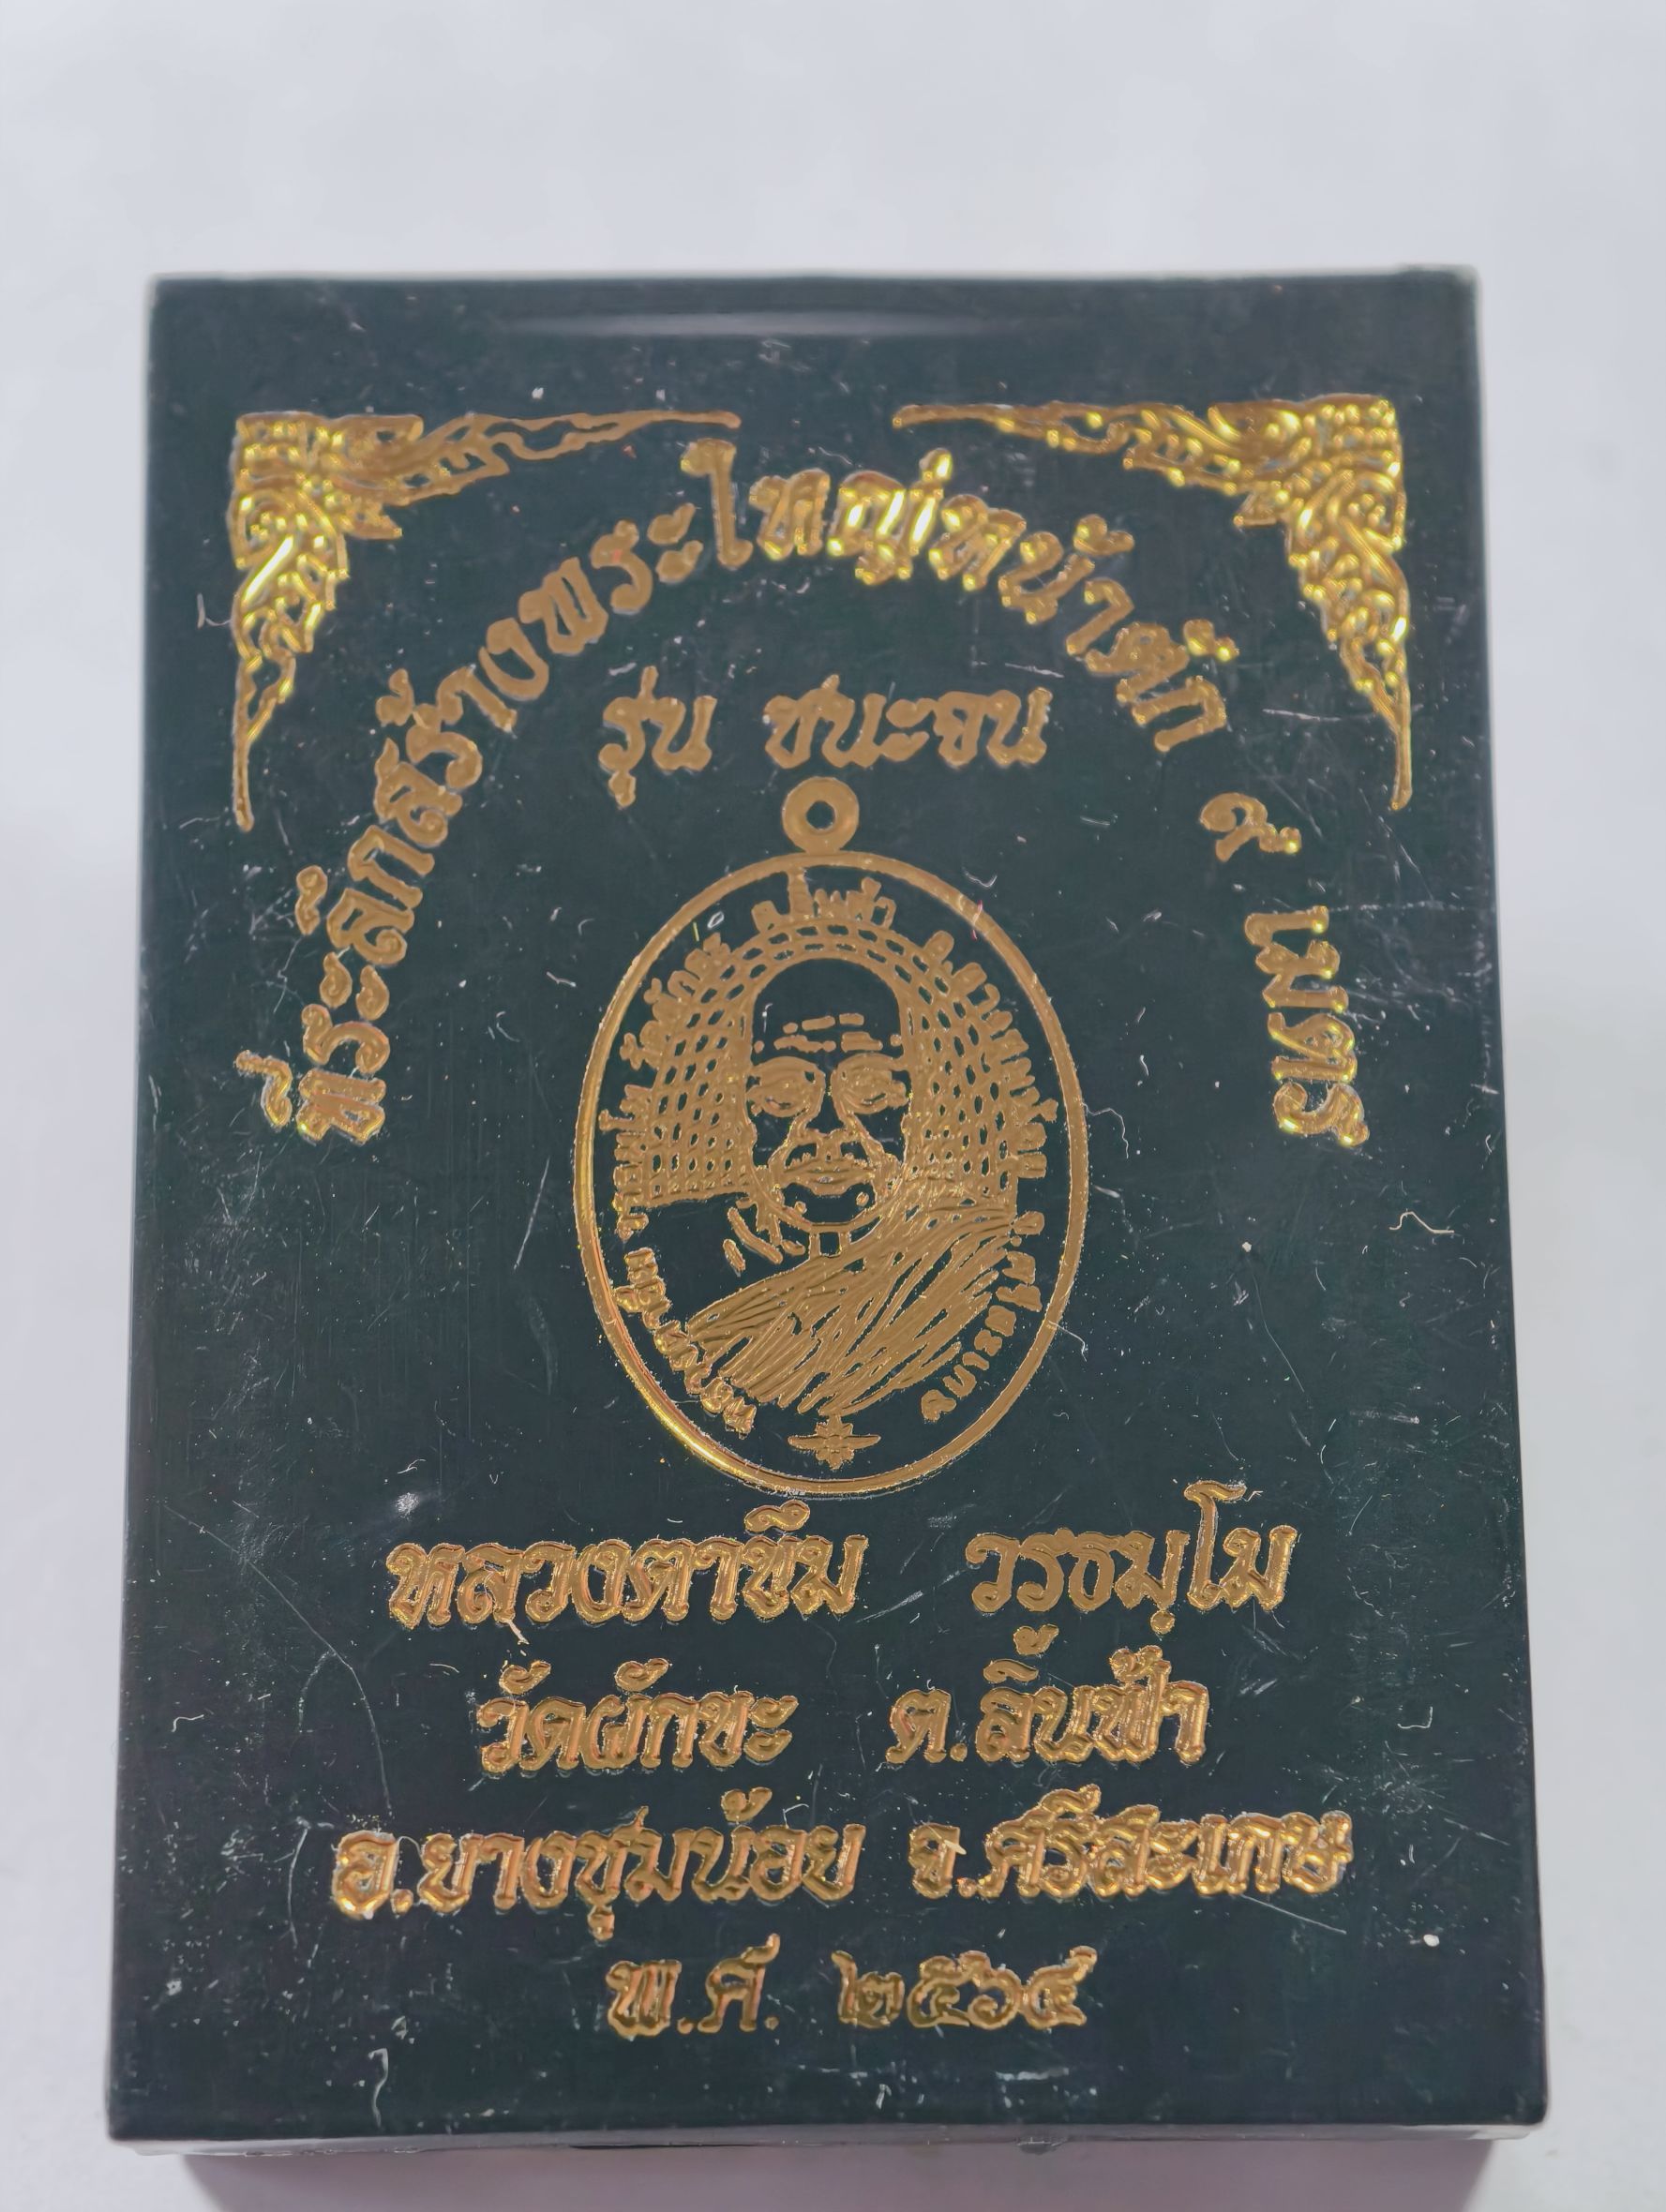 ที่ระลึกสร้างพระใหญ่หน้าตัก ๙ เมตร
รุ่น ชนะจน
หลวงตาขึม วรธมฺโม
วัดผักขะ ต.ลิ้นฟ้า
อ.ยางชุมน้อย จ.ศรีสะเกษ
พ.ศ. ๒๕๖๕